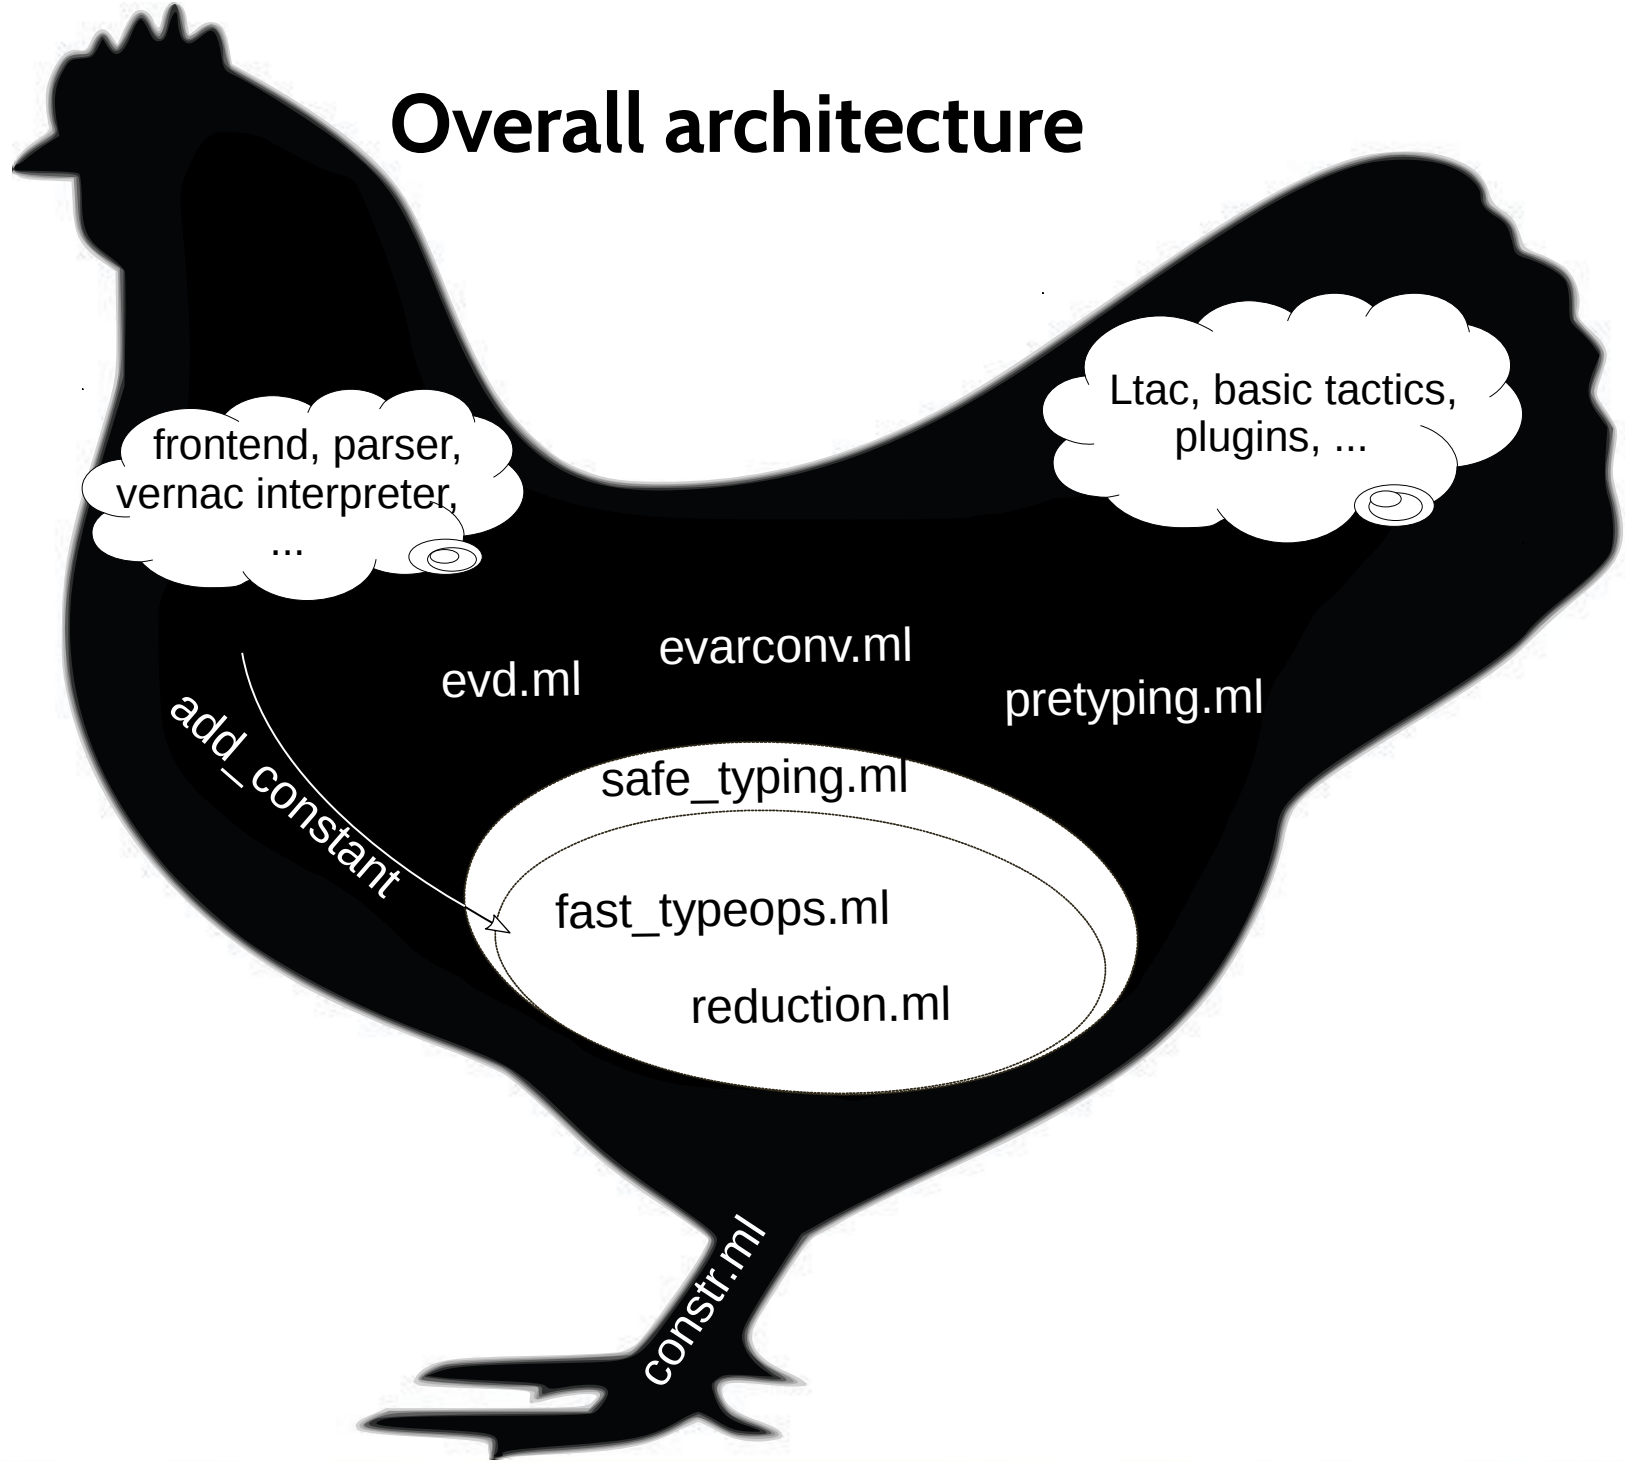 Overall architecture
Ltac, basic tactics,
plugins, ...
frontend, parser,
vernac interpreter,
...
evd.ml
evarconv.ml
pretyping.ml
add_constant
safe_typing.ml
fast_typeops.ml
reduction.ml
constr.ml